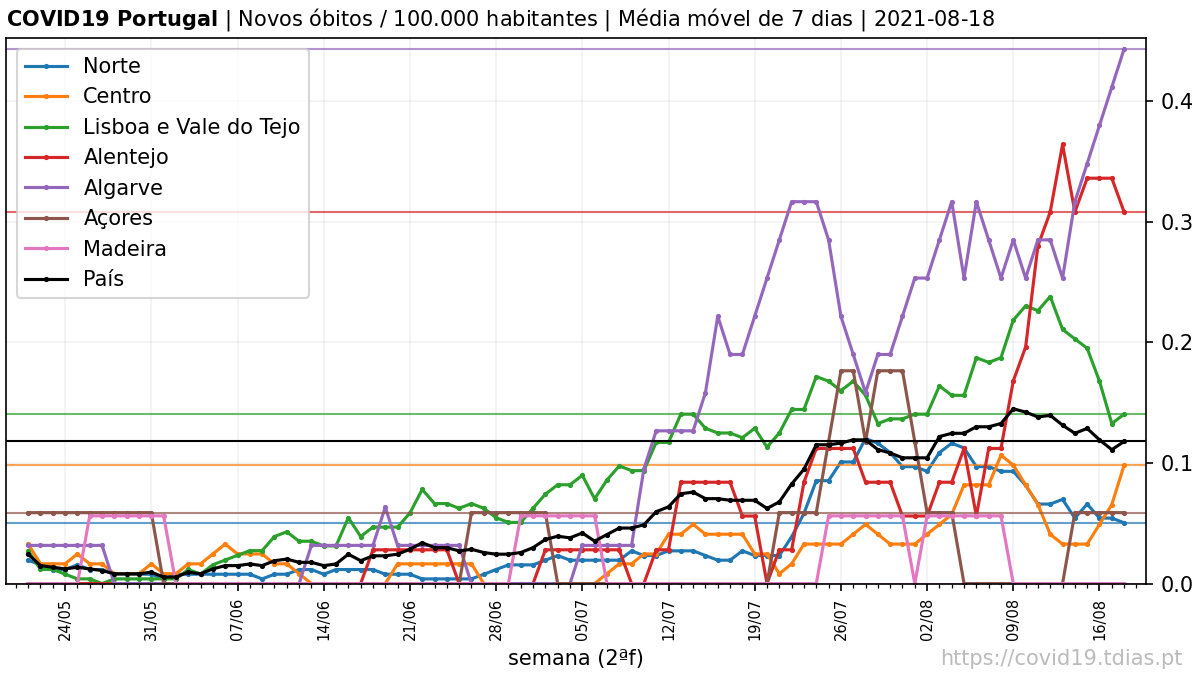 COVID19 Portugal | Novos óbitos / 100.000 habitantes | Média móvel de 7 dias | 2021-08-18
Norte
Centro
Lisboa e Vale do Tejo
Alentejo
Algarve
Açores
Madeira
País
0.4
0.3
0.2
0.1
0.0
24/05 31/05 07/06 14/06 21/06 28/06 05/07 12/07 19/07 26/07 02/08 09/08 16/08
semana (2ªf)
https://covid19.tdias.pt